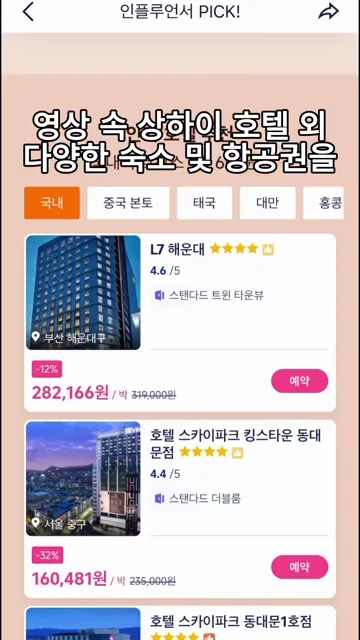 인플루언서 PICK!
영상 속 상하이 호텔 외
다양한 숙소 및 항공권을
국내
중국 본토
태국
대만
홍콩
L7 해운대
4.6 /5
스탠다드 트윈 타운뷰
부산 해운대구
-12%
282,166원 / 박 319,000원
예약
호텔 스카이파크 킹스타운 동대
문점
4.4 /5
스탠다드 더블룸
서울 중구
-32%
160,481원 / 박 235,000원
예약
호텔 스카이파크 동대문1호점